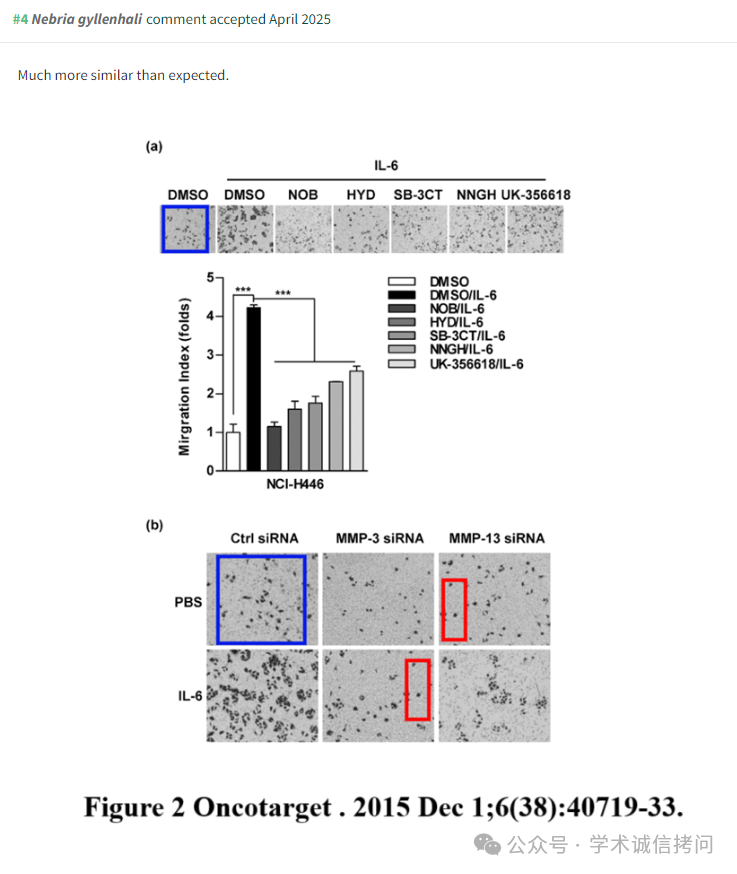 #4 Nebria gyllenhali comment accepted April 2025
Much more similar than expected.
(a)
IL-6
DMSO DMSO NOB HYD SB-3CT NNGH UK-356618
5
4
3
2
1
0
*** ***
Mirgration Index (folds)
NCI-H446
DMSO
DMSO/IL-6
NOB/IL-6
HYD/IL-6
SB-3CT/IL-6
NNGH/IL-6
UK-356618/IL-6
(b)
Ctrl siRNA MMP-3 siRNA MMP-13 siRNA
PBS
IL-6
Figure 2 Oncotarget . 2015 Dec 1;6(38):40719-33.
公众号 · 学术诚信拷问